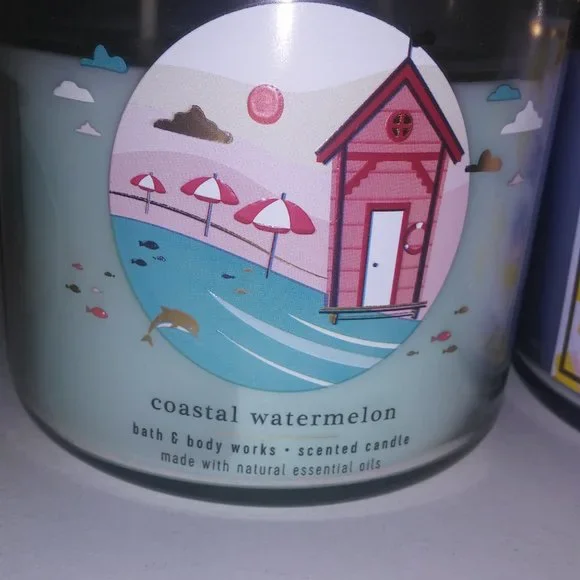 coastal watermelon
bath & body works • scented candle
made with natural essential oils